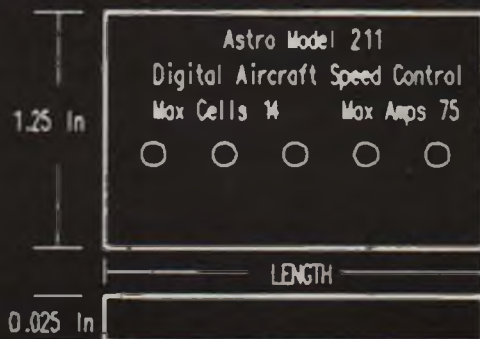 Astro Model 211
Digital Aircraft Speed Control
Max Cells 14 Max Amps 75
1.25 In
LENGTH
0.025 In